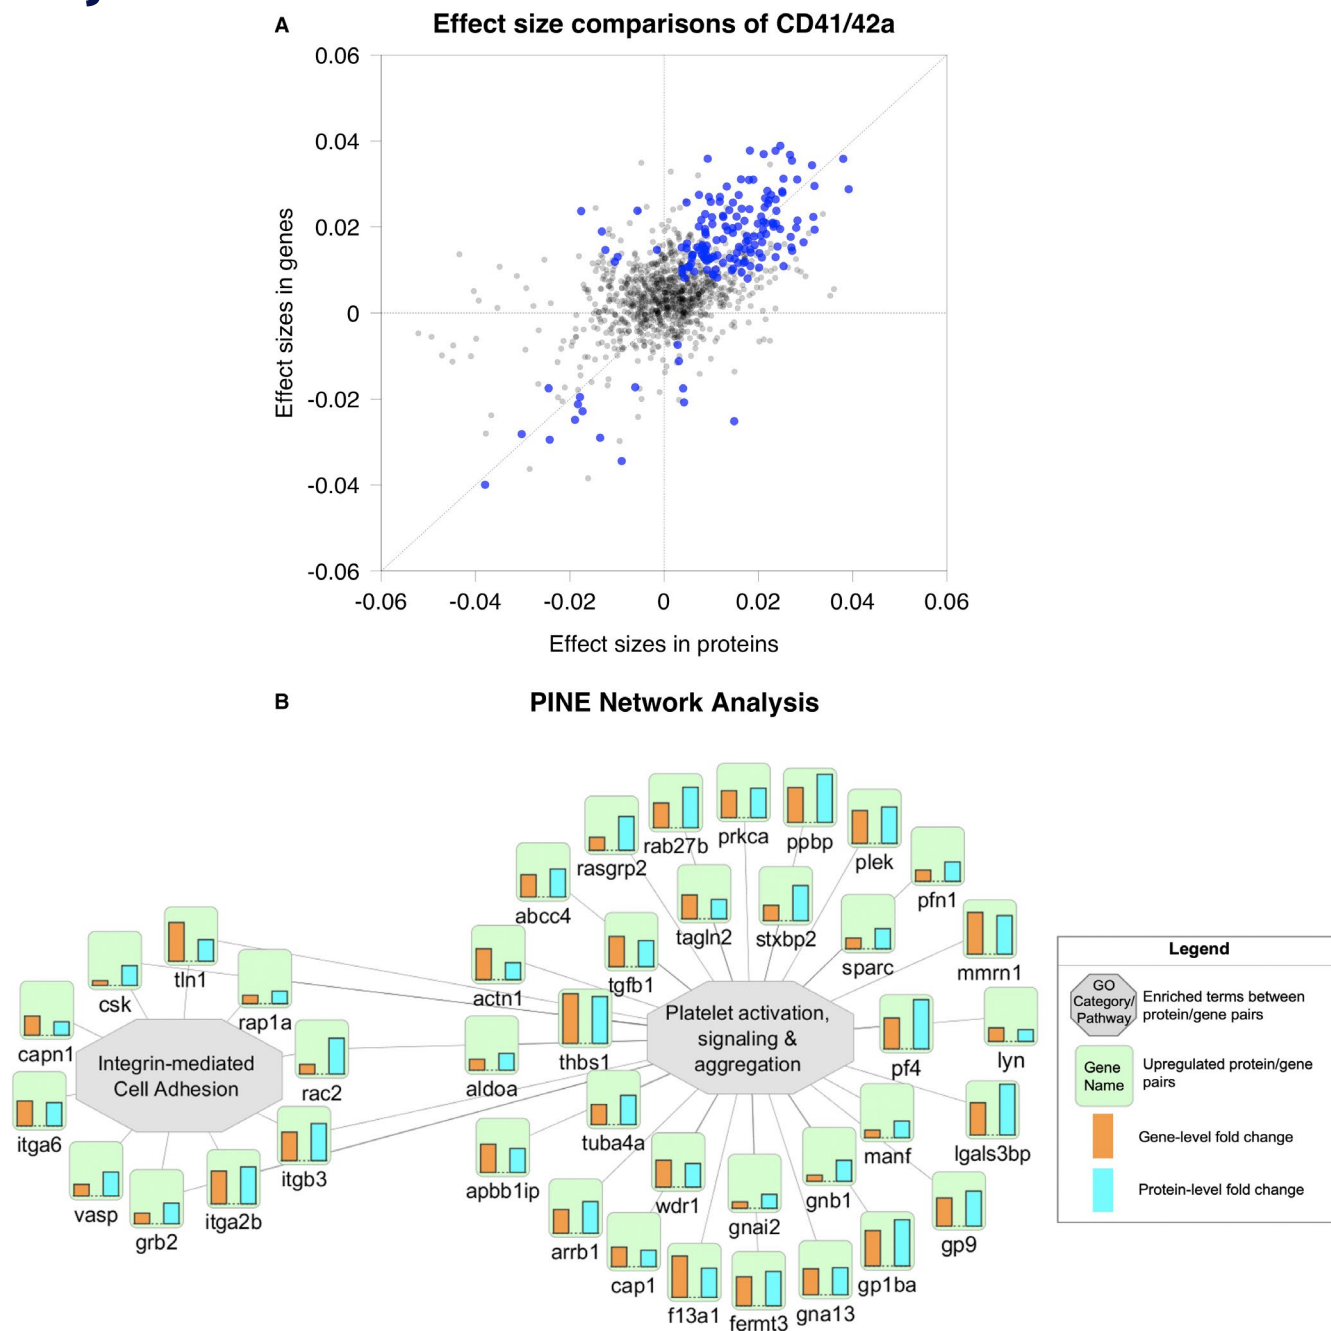 A
Effect size comparisons of CD41/42a
0.06
0.04
0.02
0
-0.02
-0.04
-0.06
Effect sizes in genes
-0.06 -0.04 -0.02 0 0.02 0.04 0.06
Effect sizes in proteins
B
PINE Network Analysis
prkca
ppbp
rab27b
plek
rasgrp2
pfn1
abcc4
tagln2
stxbp2
sparc
mmrn1
tgfb1
actn1
tln1
csk
rap1a
capn1
thbs1
Platelet activation,
signaling &
aggregation
pf4
lyn
Integrin-mediated
Cell Adhesion
rac2
aldoa
itga6
tuba4a
manf
lgals3bp
itgb3
apbb1ip
vasp
grb2
itga2b
wdr1
gnai2
gnb1
gp9
arrb1
cap1
f13a1
fermt3
gna13
gp1ba
Legend
GO
Category/
Pathway
Enriched terms between
protein/gene pairs
Gene
Name
Upregulated protein/gene
pairs
Gene-level fold change
Protein-level fold change